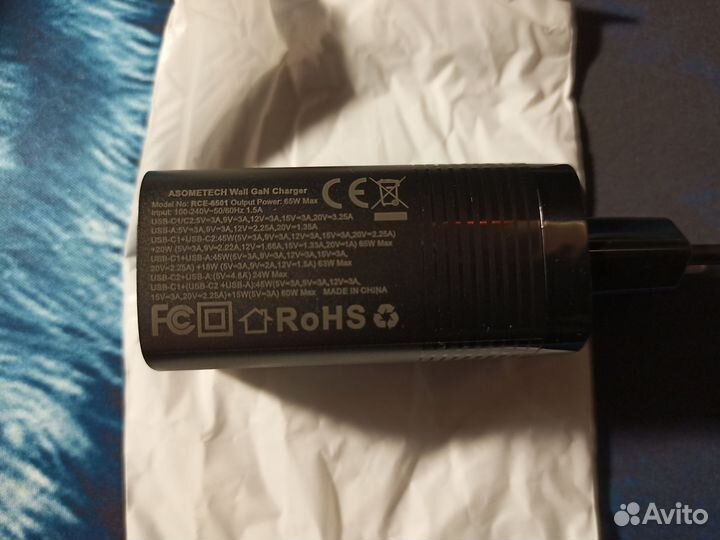 ASOMETECH Wall GaN Charger
Model No: RCE-6501 Output Power: 65W Max
Input: 100-240V~50/60Hz 1.5A
USB-C1/C2:5V=3A,9V=3A,12V=3A,15V=3A,20V=3.25A
USB-A:5V=3A,9V=3A,12V=2.25A,20V=1.35A
USB-C1+USB-C2:45W(5V=3A,9V=3A,12V=3A,15V=3A,20V=2.25A)
+20W (5V=3A,9V=2.22A,12V=1.66A,15V=1.33A,20V=1A) 65W Max
USB-C1+USB-A:45W(5V=3A,9V=3A,12V=3A,15V=3A,
20V=2.25A) +18W (5V=3A,9V=2A,12V=1.5A) 63W Max
USB-C2+USB-A:(5V=4.8A) 24W Max
USB-C1+(USB-C2 +USB-A):45W(5V=3A,9V=3A,12V=3A,
15V=3A,20V=2.25A)+15W(5V=3A) 60W Max MADE IN CHINA
CE
FC RoHS
Avito